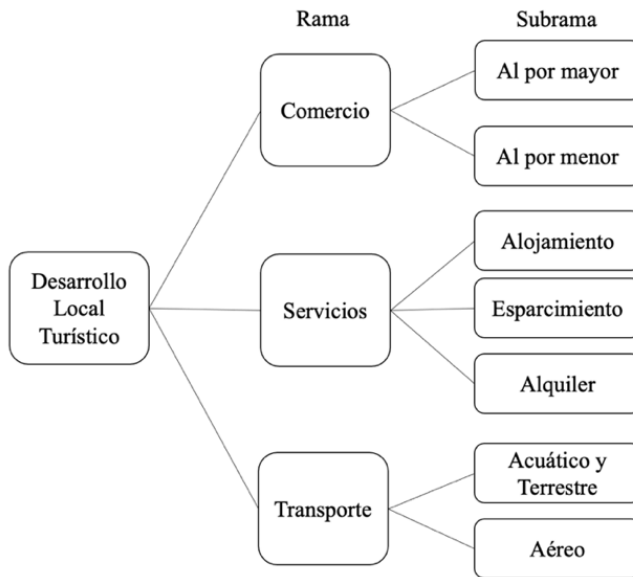 Rama
Subrama
Comercio
Al por mayor
Al por menor
Desarrollo
Local
Turístico
Servicios
Alojamiento
Esparcimiento
Alquiler
Transporte
Acuático y
Terrestre
Aéreo